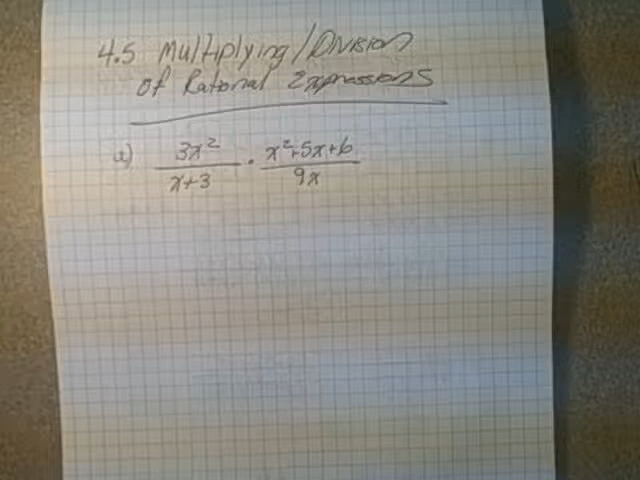 4.5 Multiplying/Division
of Rational Expressions
a) 3x²/x+3 · x²+5x+6/9x